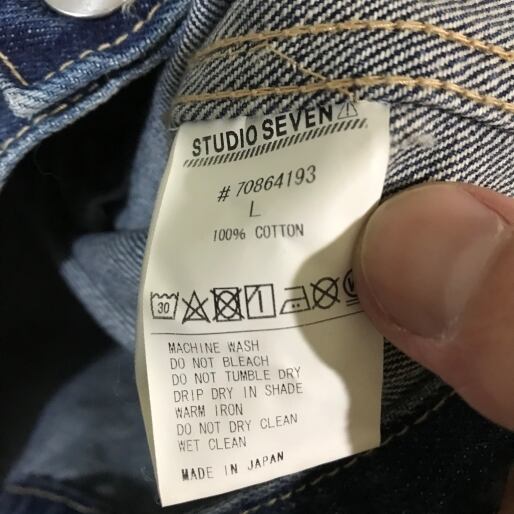 STUDIO SEVEN
# 70864193
L
100% COTTON
30
MACHINE WASH
DO NOT BLEACH
DO NOT TUMBLE DRY
DRIP DRY IN SHADE
WARM IRON
DO NOT DRY CLEAN
WET CLEAN
MADE IN JAPAN